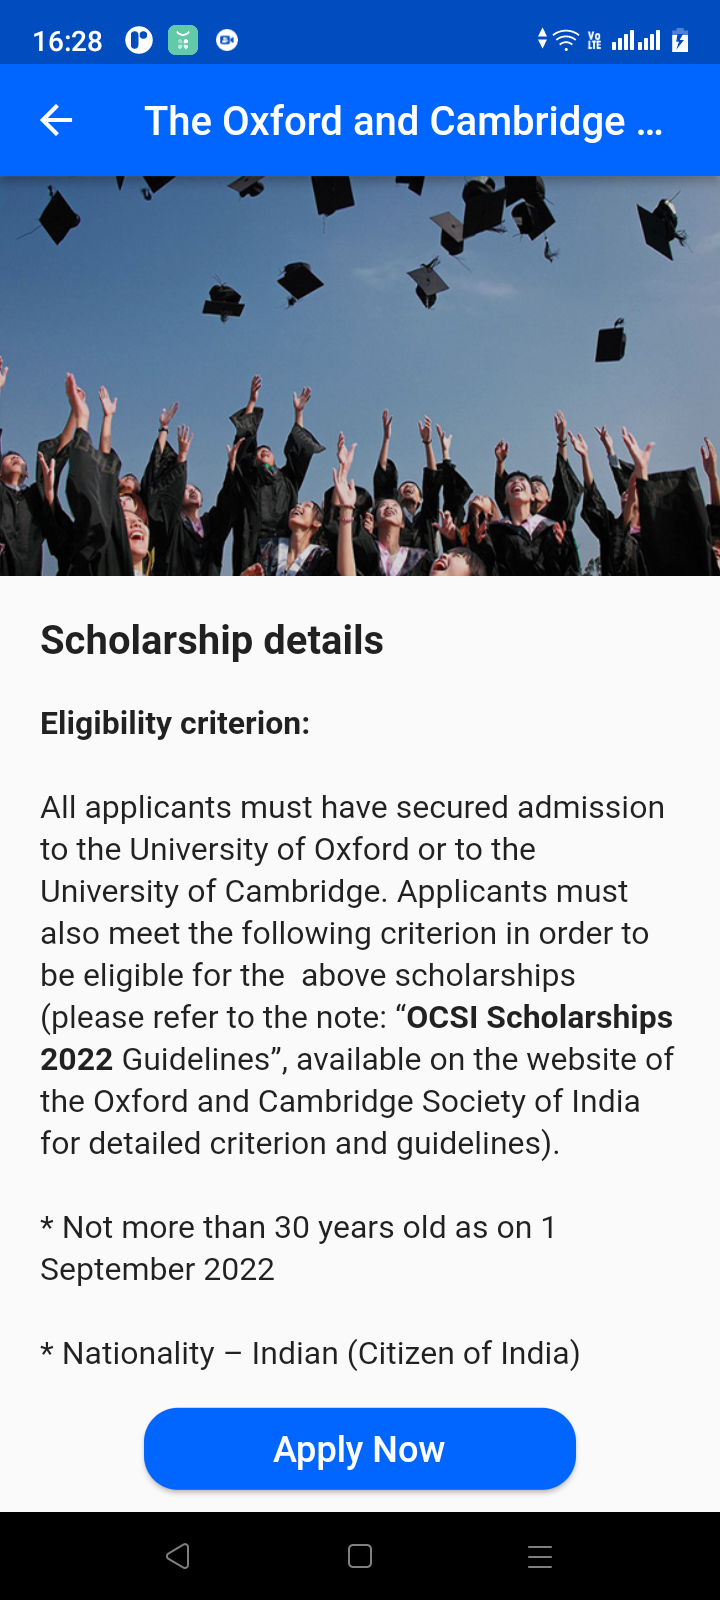 16:28
Vo
LTE
The Oxford and Cambridge ...
Scholarship details
Eligibility criterion:
All applicants must have secured admission
to the University of Oxford or to the
University of Cambridge. Applicants must
also meet the following criterion in order to
be eligible for the  above scholarships
(please refer to the note: “OCSI Scholarships
2022 Guidelines”, available on the website of
the Oxford and Cambridge Society of India
for detailed criterion and guidelines).
* Not more than 30 years old as on 1
September 2022
* Nationality – Indian (Citizen of India)
Apply Now